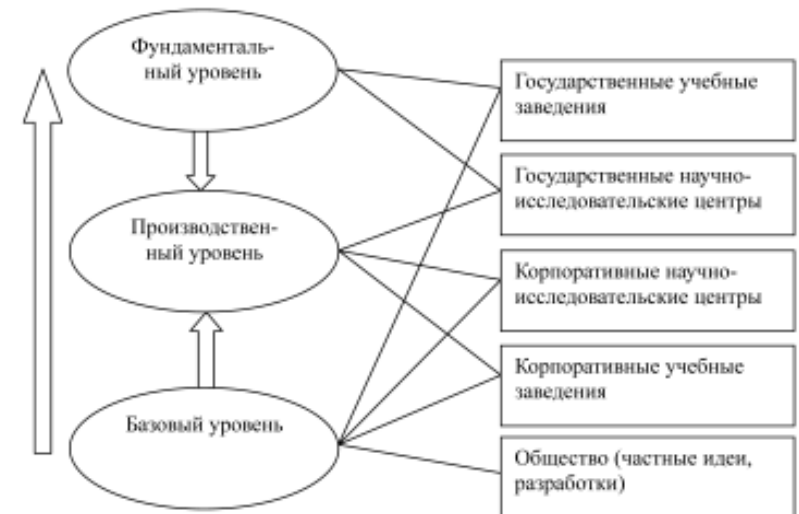 Фундаменталь-
ный уровень
Производствен-
ный уровень
Базовый уровень
Государственные учебные
заведения
Государственные научно-
исследовательские центры
Корпоративные научно-
исследовательские центры
Корпоративные учебные
заведения
Общество (частные идеи,
разработки)